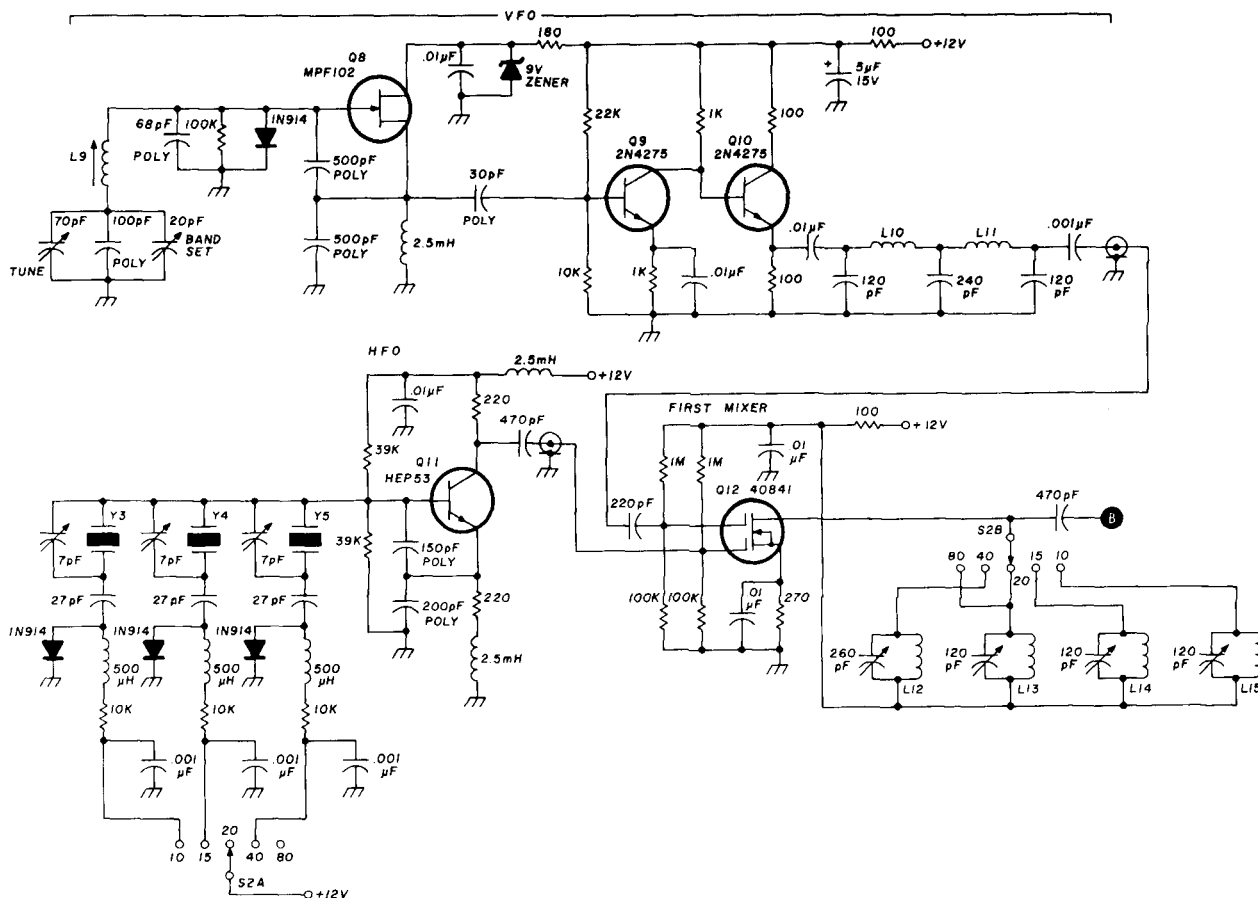 VFO
180
100
+12V
Q8
MPF102
.01µF
9V
ZENER
5µF
15V
+
68pF
POLY
100K
1N914
L9
500pF
POLY
22K
1K
100
Q9
2N4275
Q10
2N4275
30pF
POLY
70pF
TUNE
100pF
POLY
20pF
BAND
SET
500pF
POLY
2.5mH
10K
1K
.01µF
.01µF
100
L10
L11
.001µF
120
pF
240
pF
120
pF
HFO
2.5mH
+12V
.01µF
220
470pF
39K
Q11
HEP53
FIRST MIXER
100
+12V
1M
1M
.01
µF
Q12 40841
220pF
470pF
B
S2B
80
40
20
15
10
Y3
Y4
Y5
7pF
7pF
7pF
39K
150pF
POLY
27pF
27pF
27pF
200pF
POLY
220
100K
100K
.01
µF
270
1N914
1N914
1N914
500
µH
500
µH
500
µH
2.5mH
260
pF
L12
120
pF
L13
120
pF
L14
120
pF
L15
10K
10K
10K
.001
µF
.001
µF
.001
µF
10
15
20
40
80
S2A
+12V